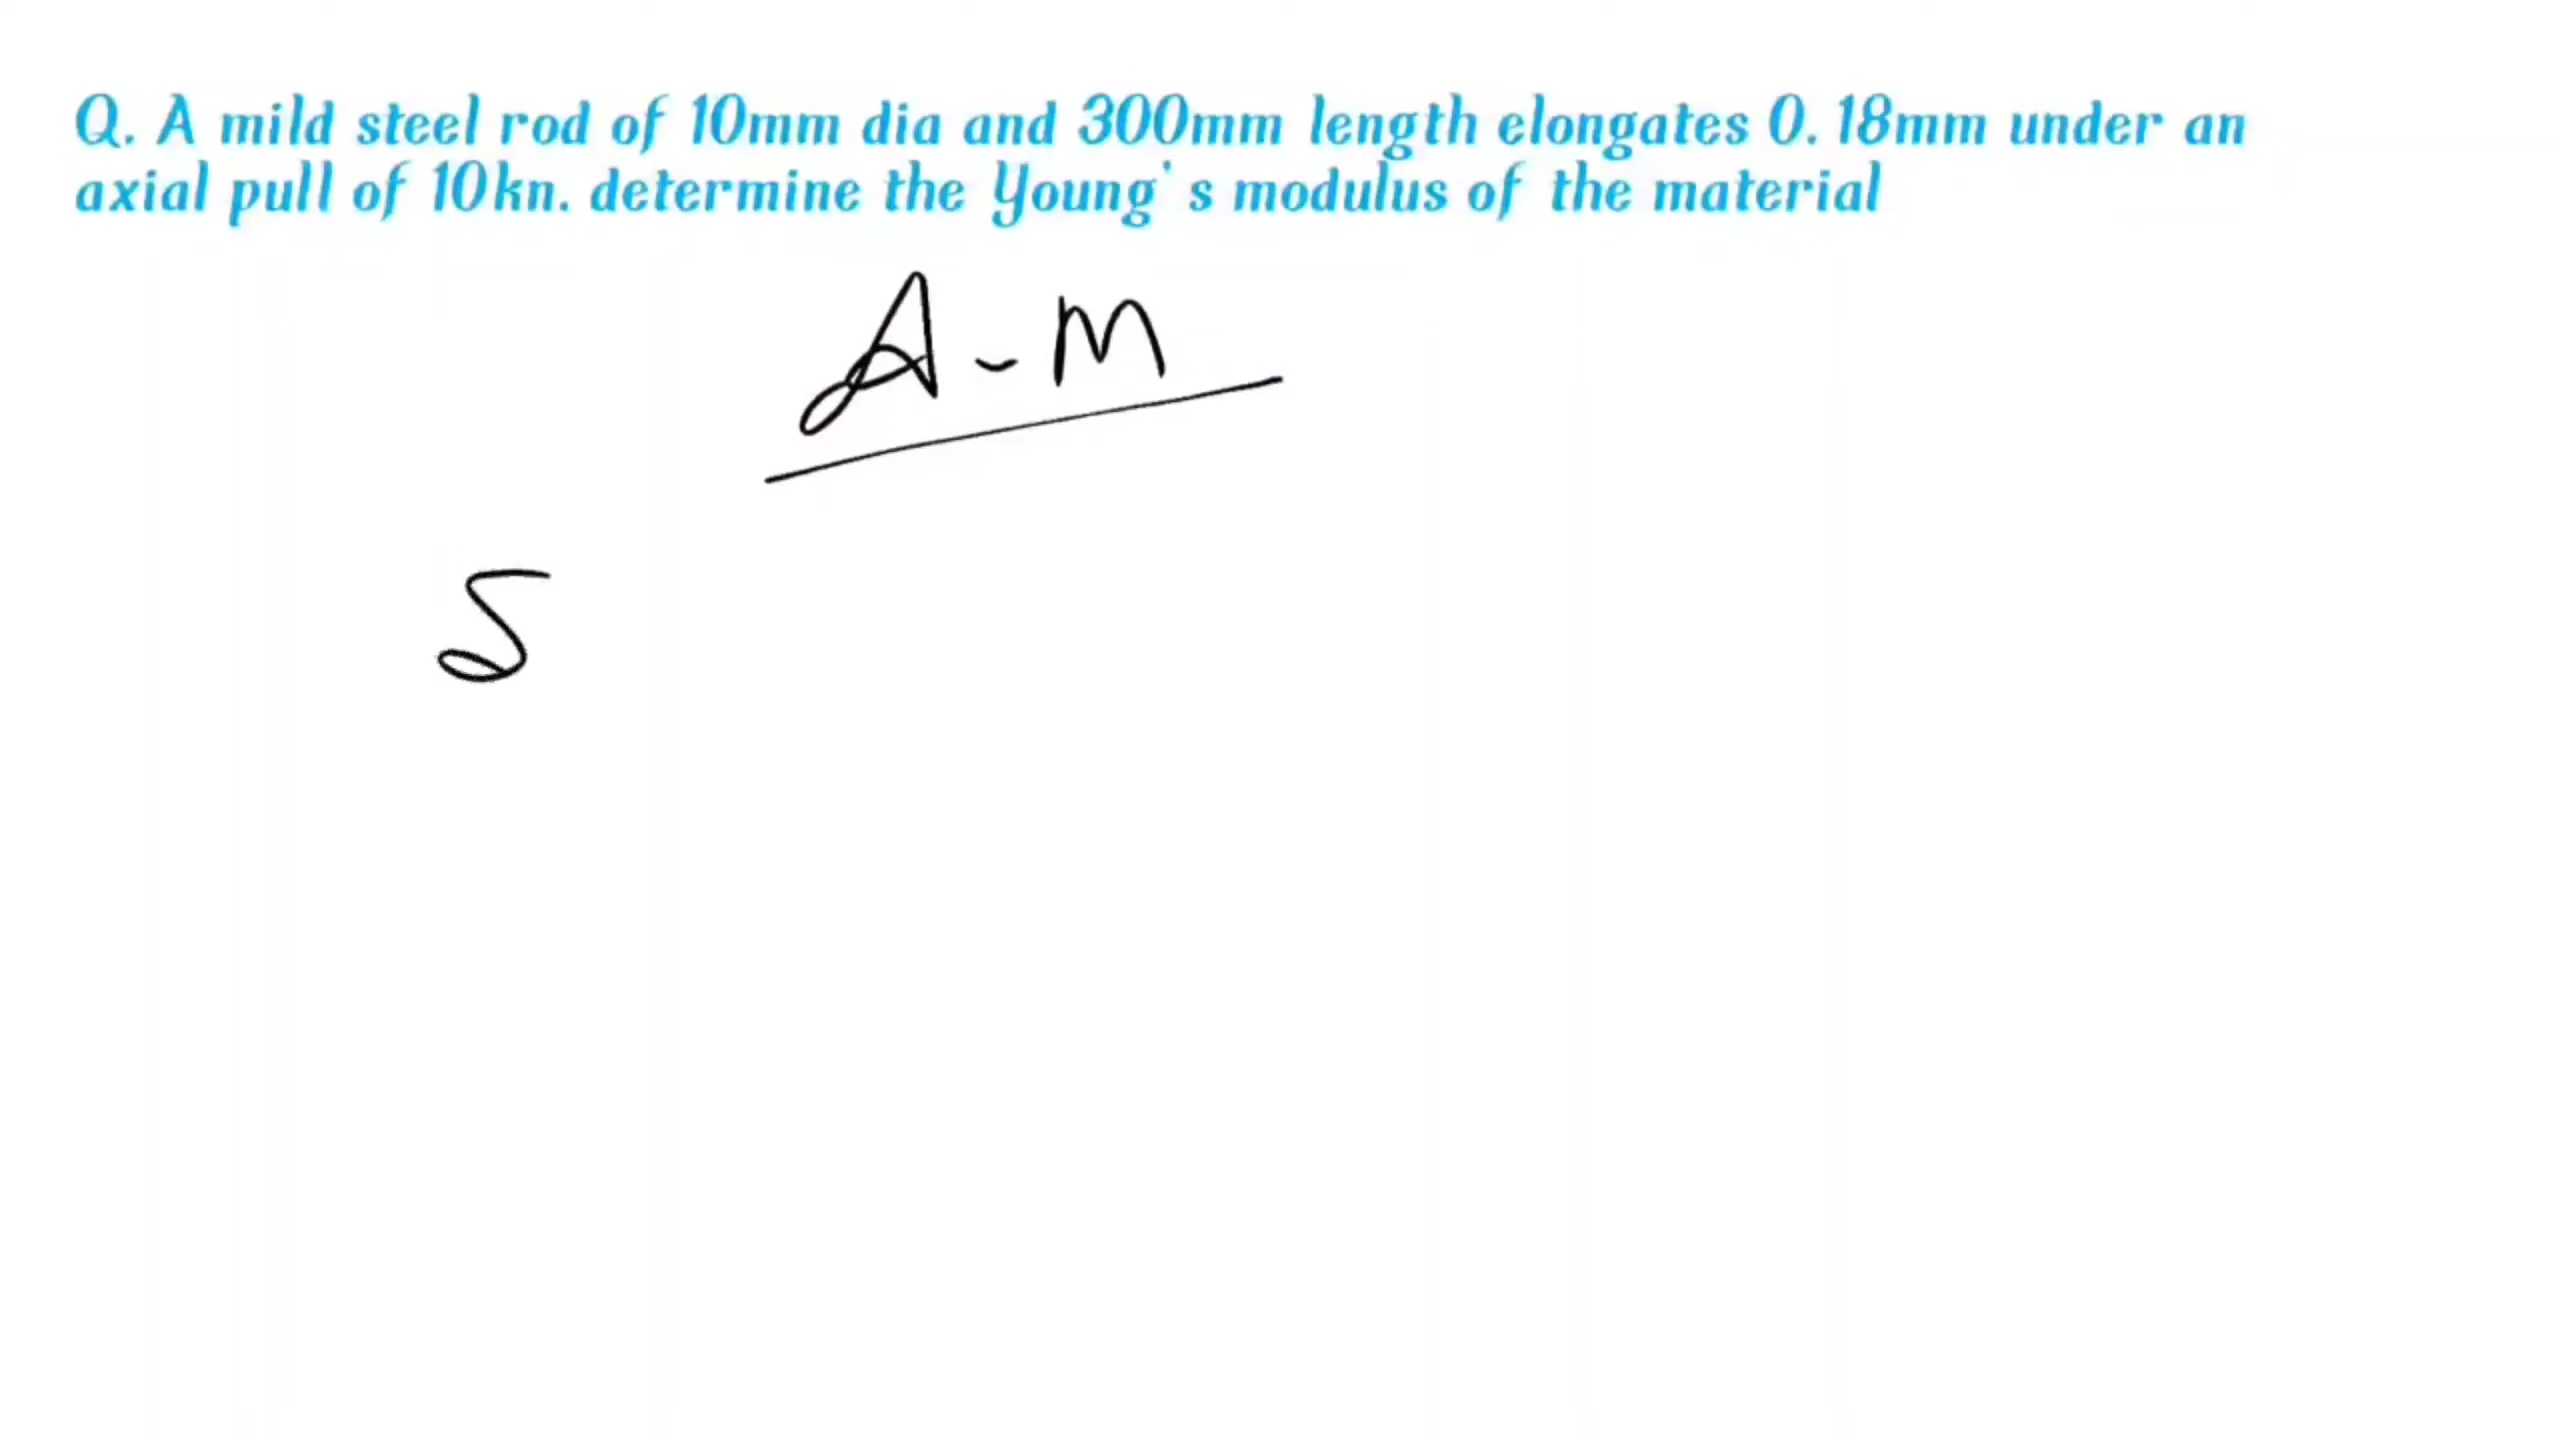 Q. A mild steel rod of 10mm dia and 300mm length elongates 0.18mm under an
axial pull of 10kn. determine the Young's modulus of the material
A-M
S